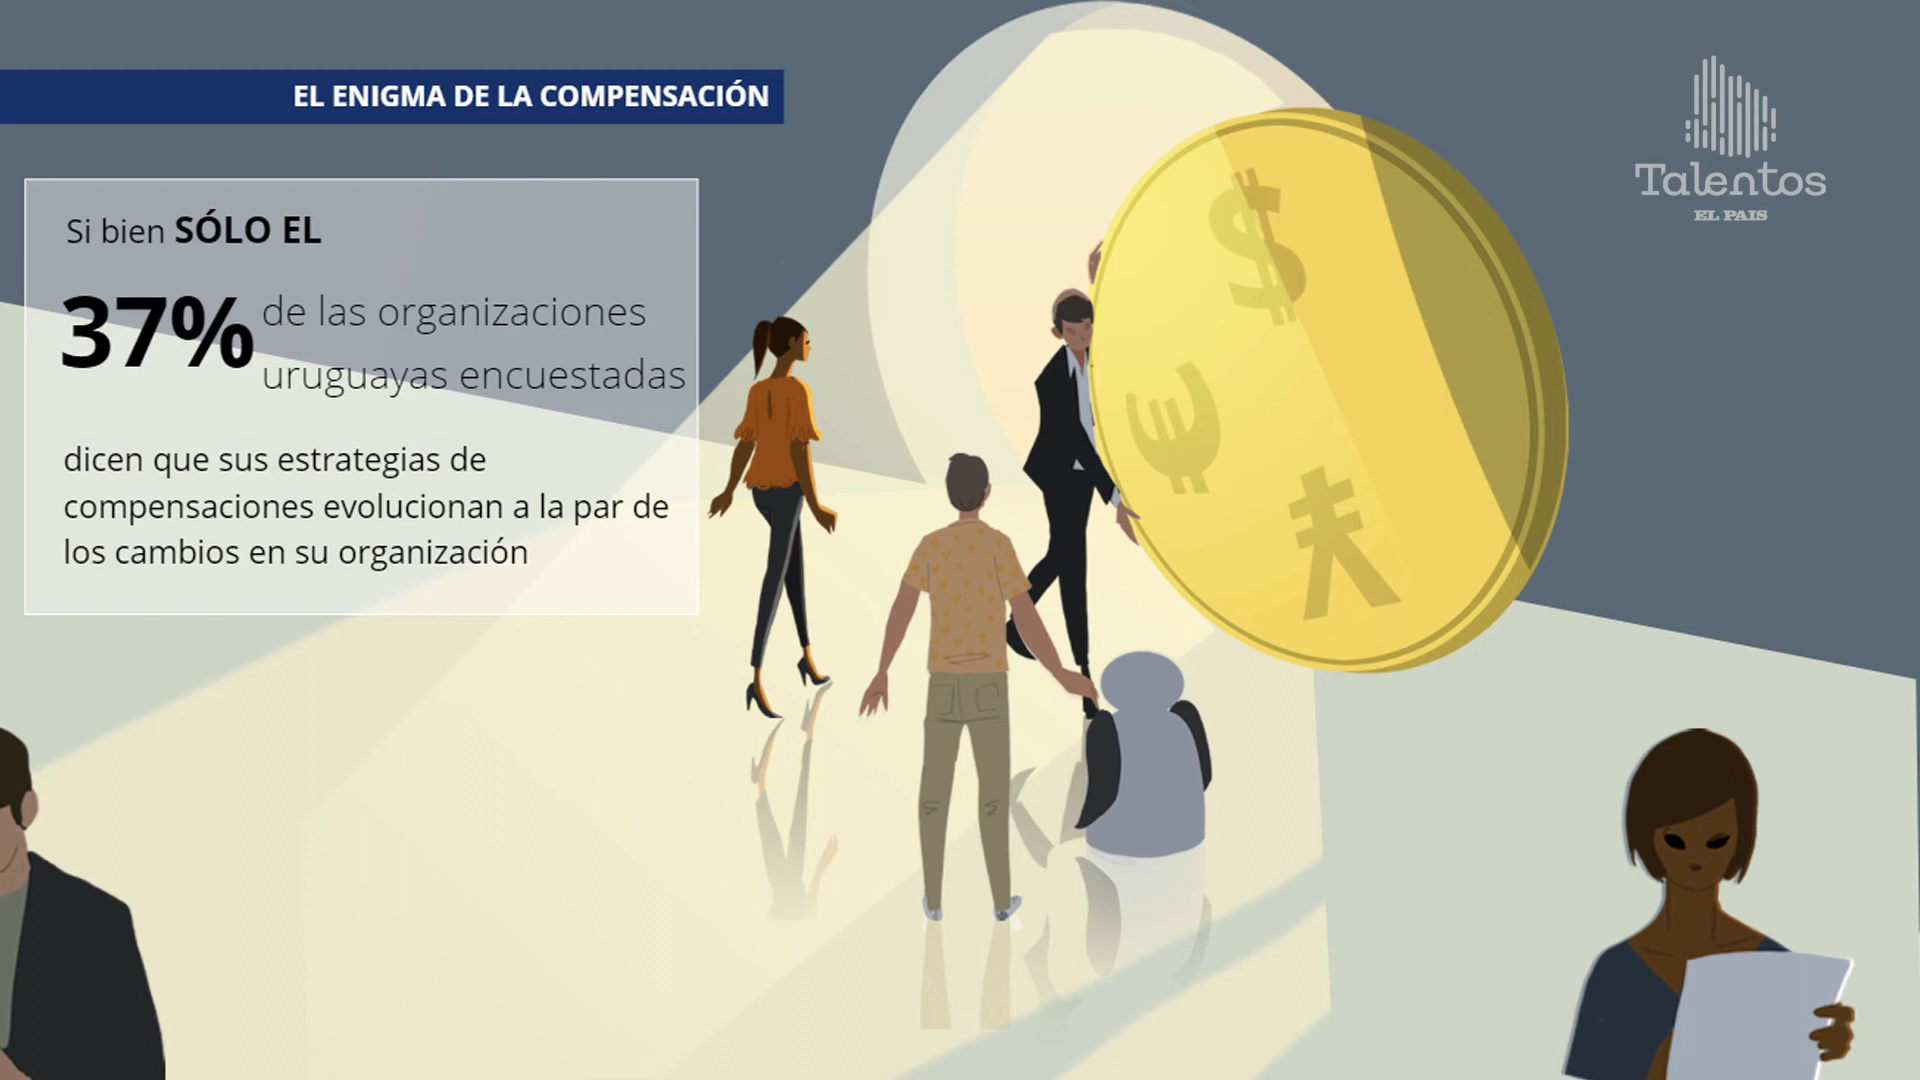 EL ENIGMA DE LA COMPENSACIÓN
Si bien SÓLO EL
37% de las organizaciones
uruguayas encuestadas
dicen que sus estrategias de
compensaciones evolucionan a la par de
los cambios en su organización
Talentos
EL PAIS
$
€